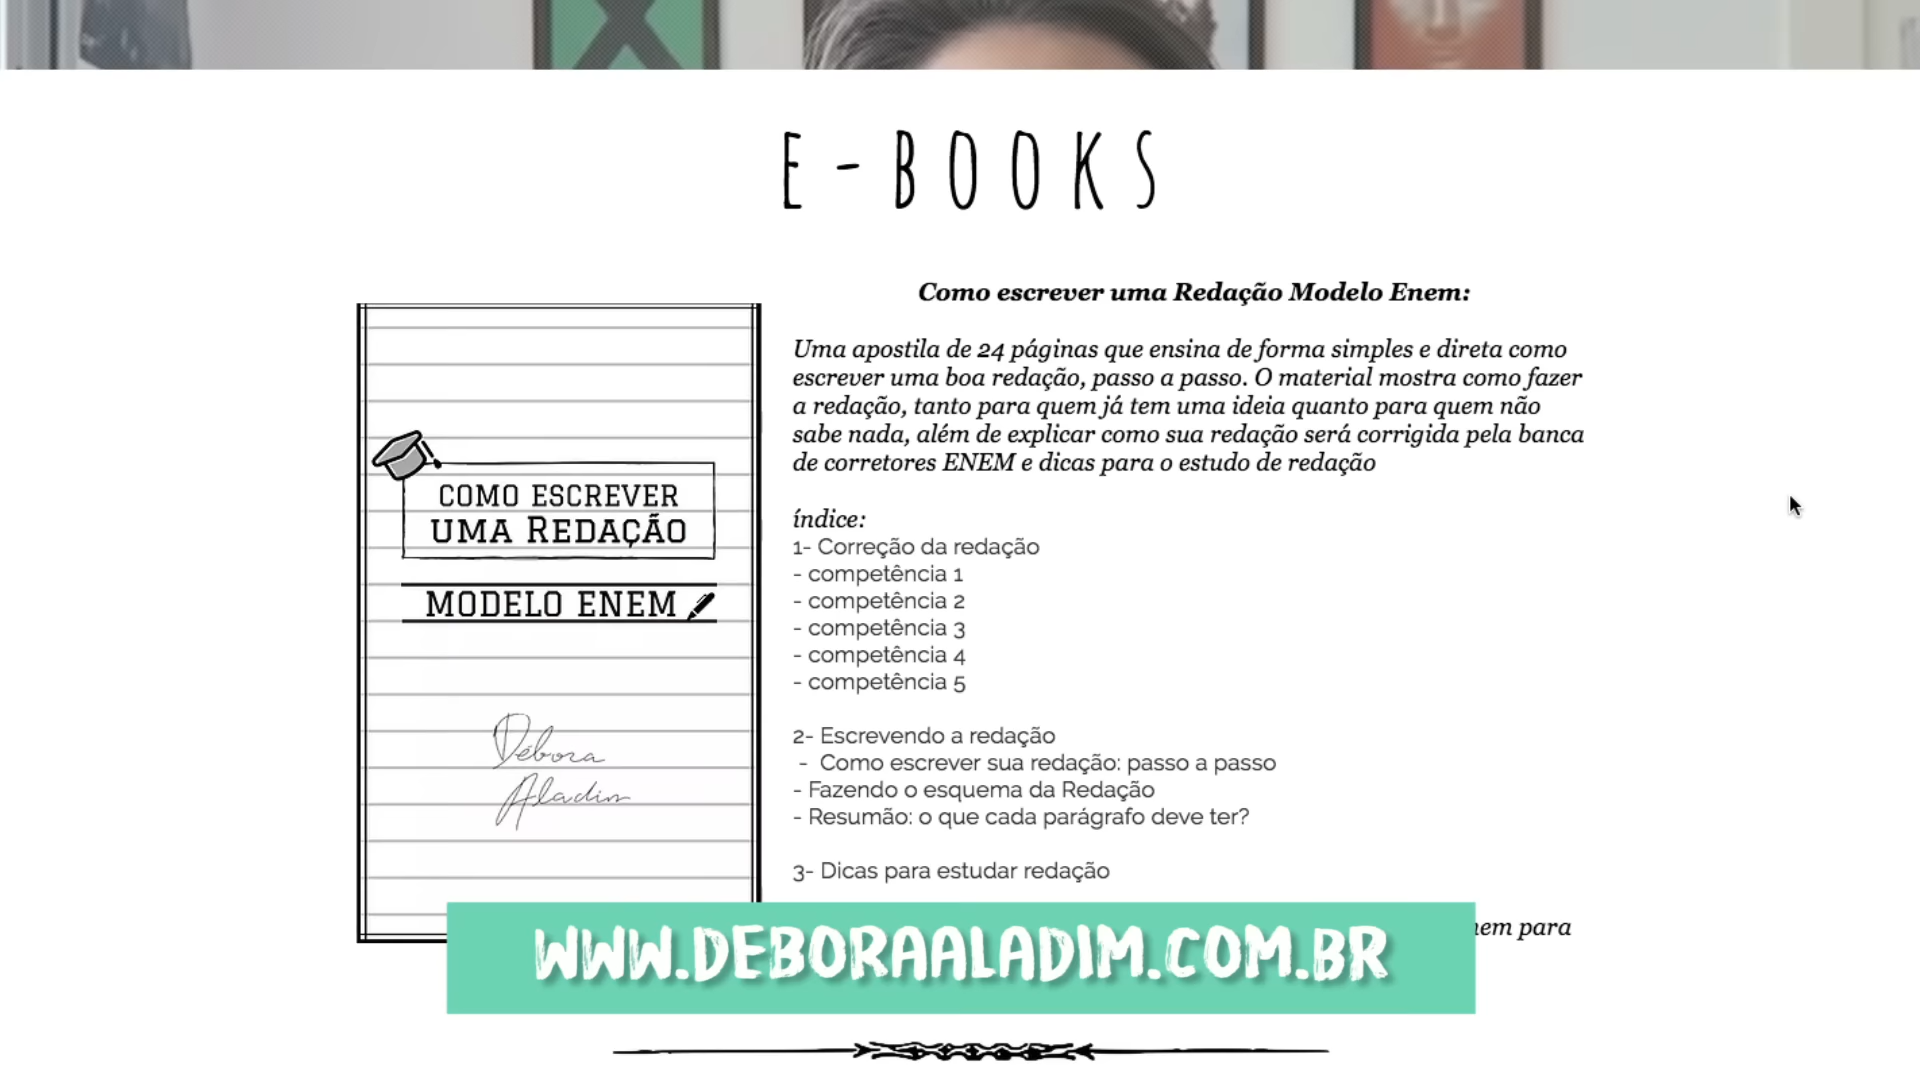 E-BOOKS
COMO ESCREVER
UMA REDAÇÃO
MODELO ENEM
Débora
Aladim
Como escrever uma Redação Modelo Enem:
Uma apostila de 24 páginas que ensina de forma simples e direta como
escrever uma boa redação, passo a passo. O material mostra como fazer
a redação, tanto para quem já tem uma ideia quanto para quem não
sabe nada, além de explicar como sua redação será corrigida pela banca
de corretores ENEM e dicas para o estudo de redação
índice:
1- Correção da redação
- competência 1
- competência 2
- competência 3
- competência 4
- competência 5
2- Escrevendo a redação
- Como escrever sua redação: passo a passo
- Fazendo o esquema da Redação
- Resumão: o que cada parágrafo deve ter?
3- Dicas para estudar redação
para
WWW.DEBORAALADIM.COM.BR